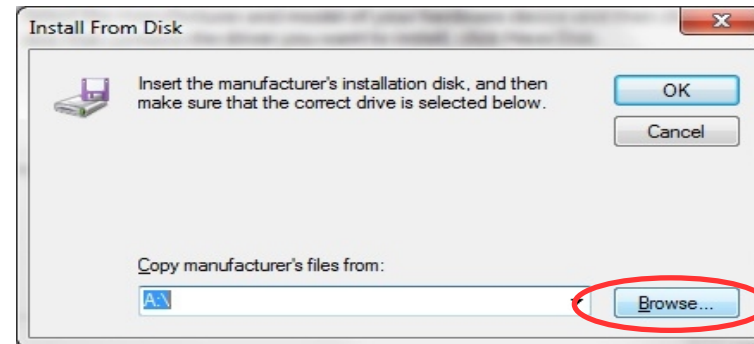 Install From Disk
Insert the manufacturer's installation disk, and then
make sure that the correct drive is selected below.
OK
Cancel
Copy manufacturer's files from:
A:\
Browse...